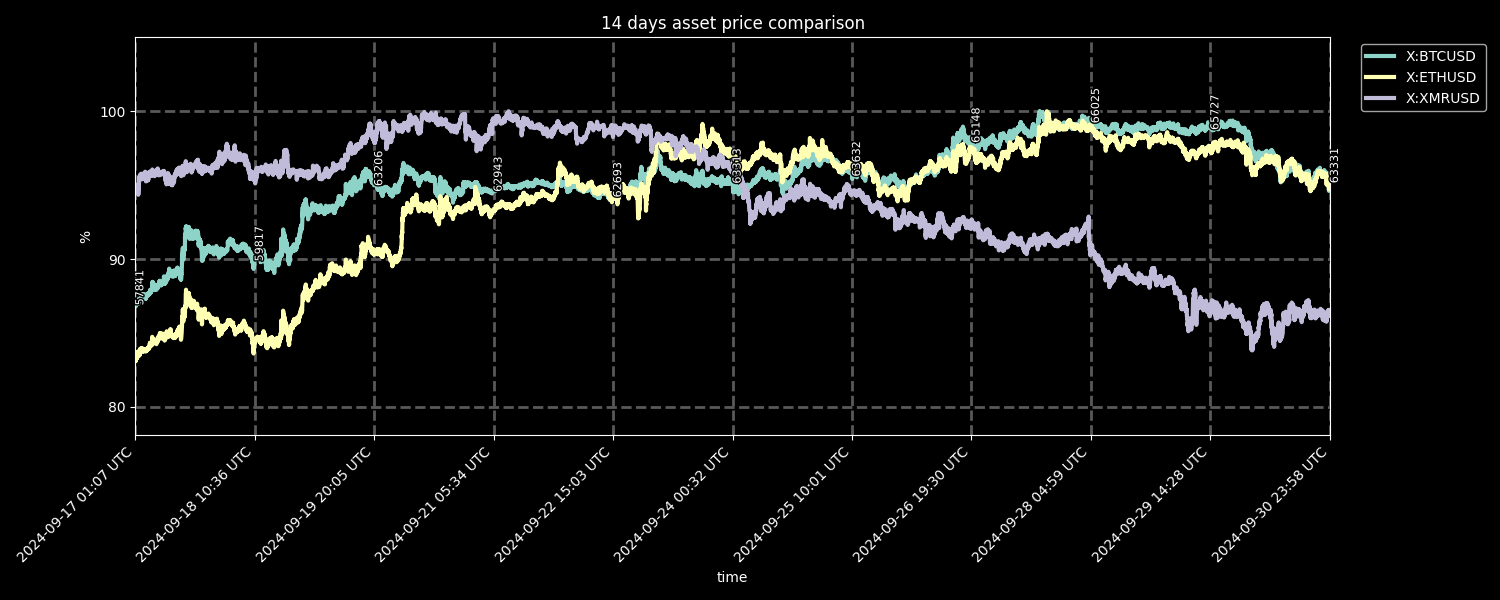 14 days asset price comparison
X:BTCUSD
X:ETHUSD
X:XMRUSD
100
90
80
%
57841
59817
63206
62943
62693
63313
63632
65148
66025
65727
63331
2024-09-17 01:07 UTC
2024-09-18 10:36 UTC
2024-09-19 20:05 UTC
2024-09-21 05:34 UTC
2024-09-22 15:03 UTC
2024-09-24 00:32 UTC
2024-09-25 10:01 UTC
2024-09-26 19:30 UTC
2024-09-28 04:59 UTC
2024-09-29 14:28 UTC
2024-09-30 23:58 UTC
time